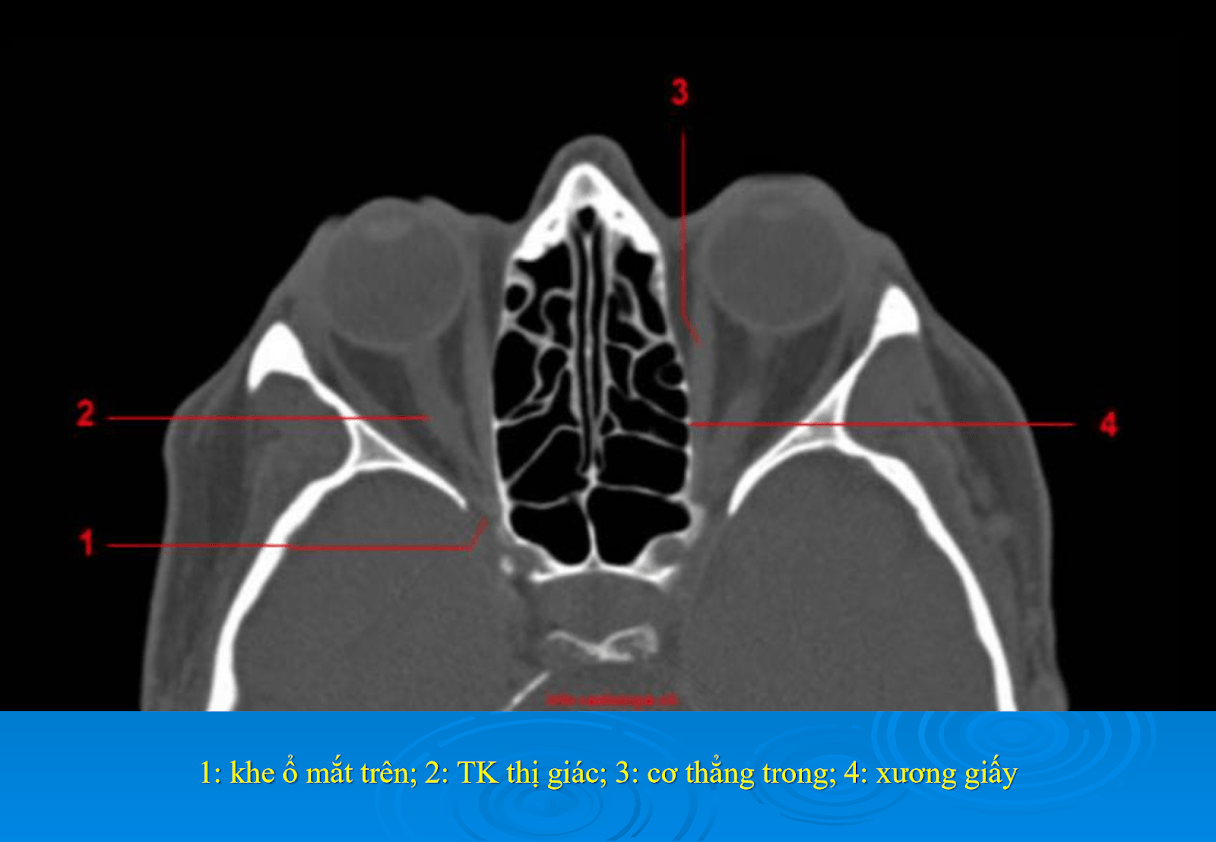 3
2
4
1
1: khe ổ mắt trên; 2: TK thị giác; 3: cơ thẳng trong; 4: xương giấy